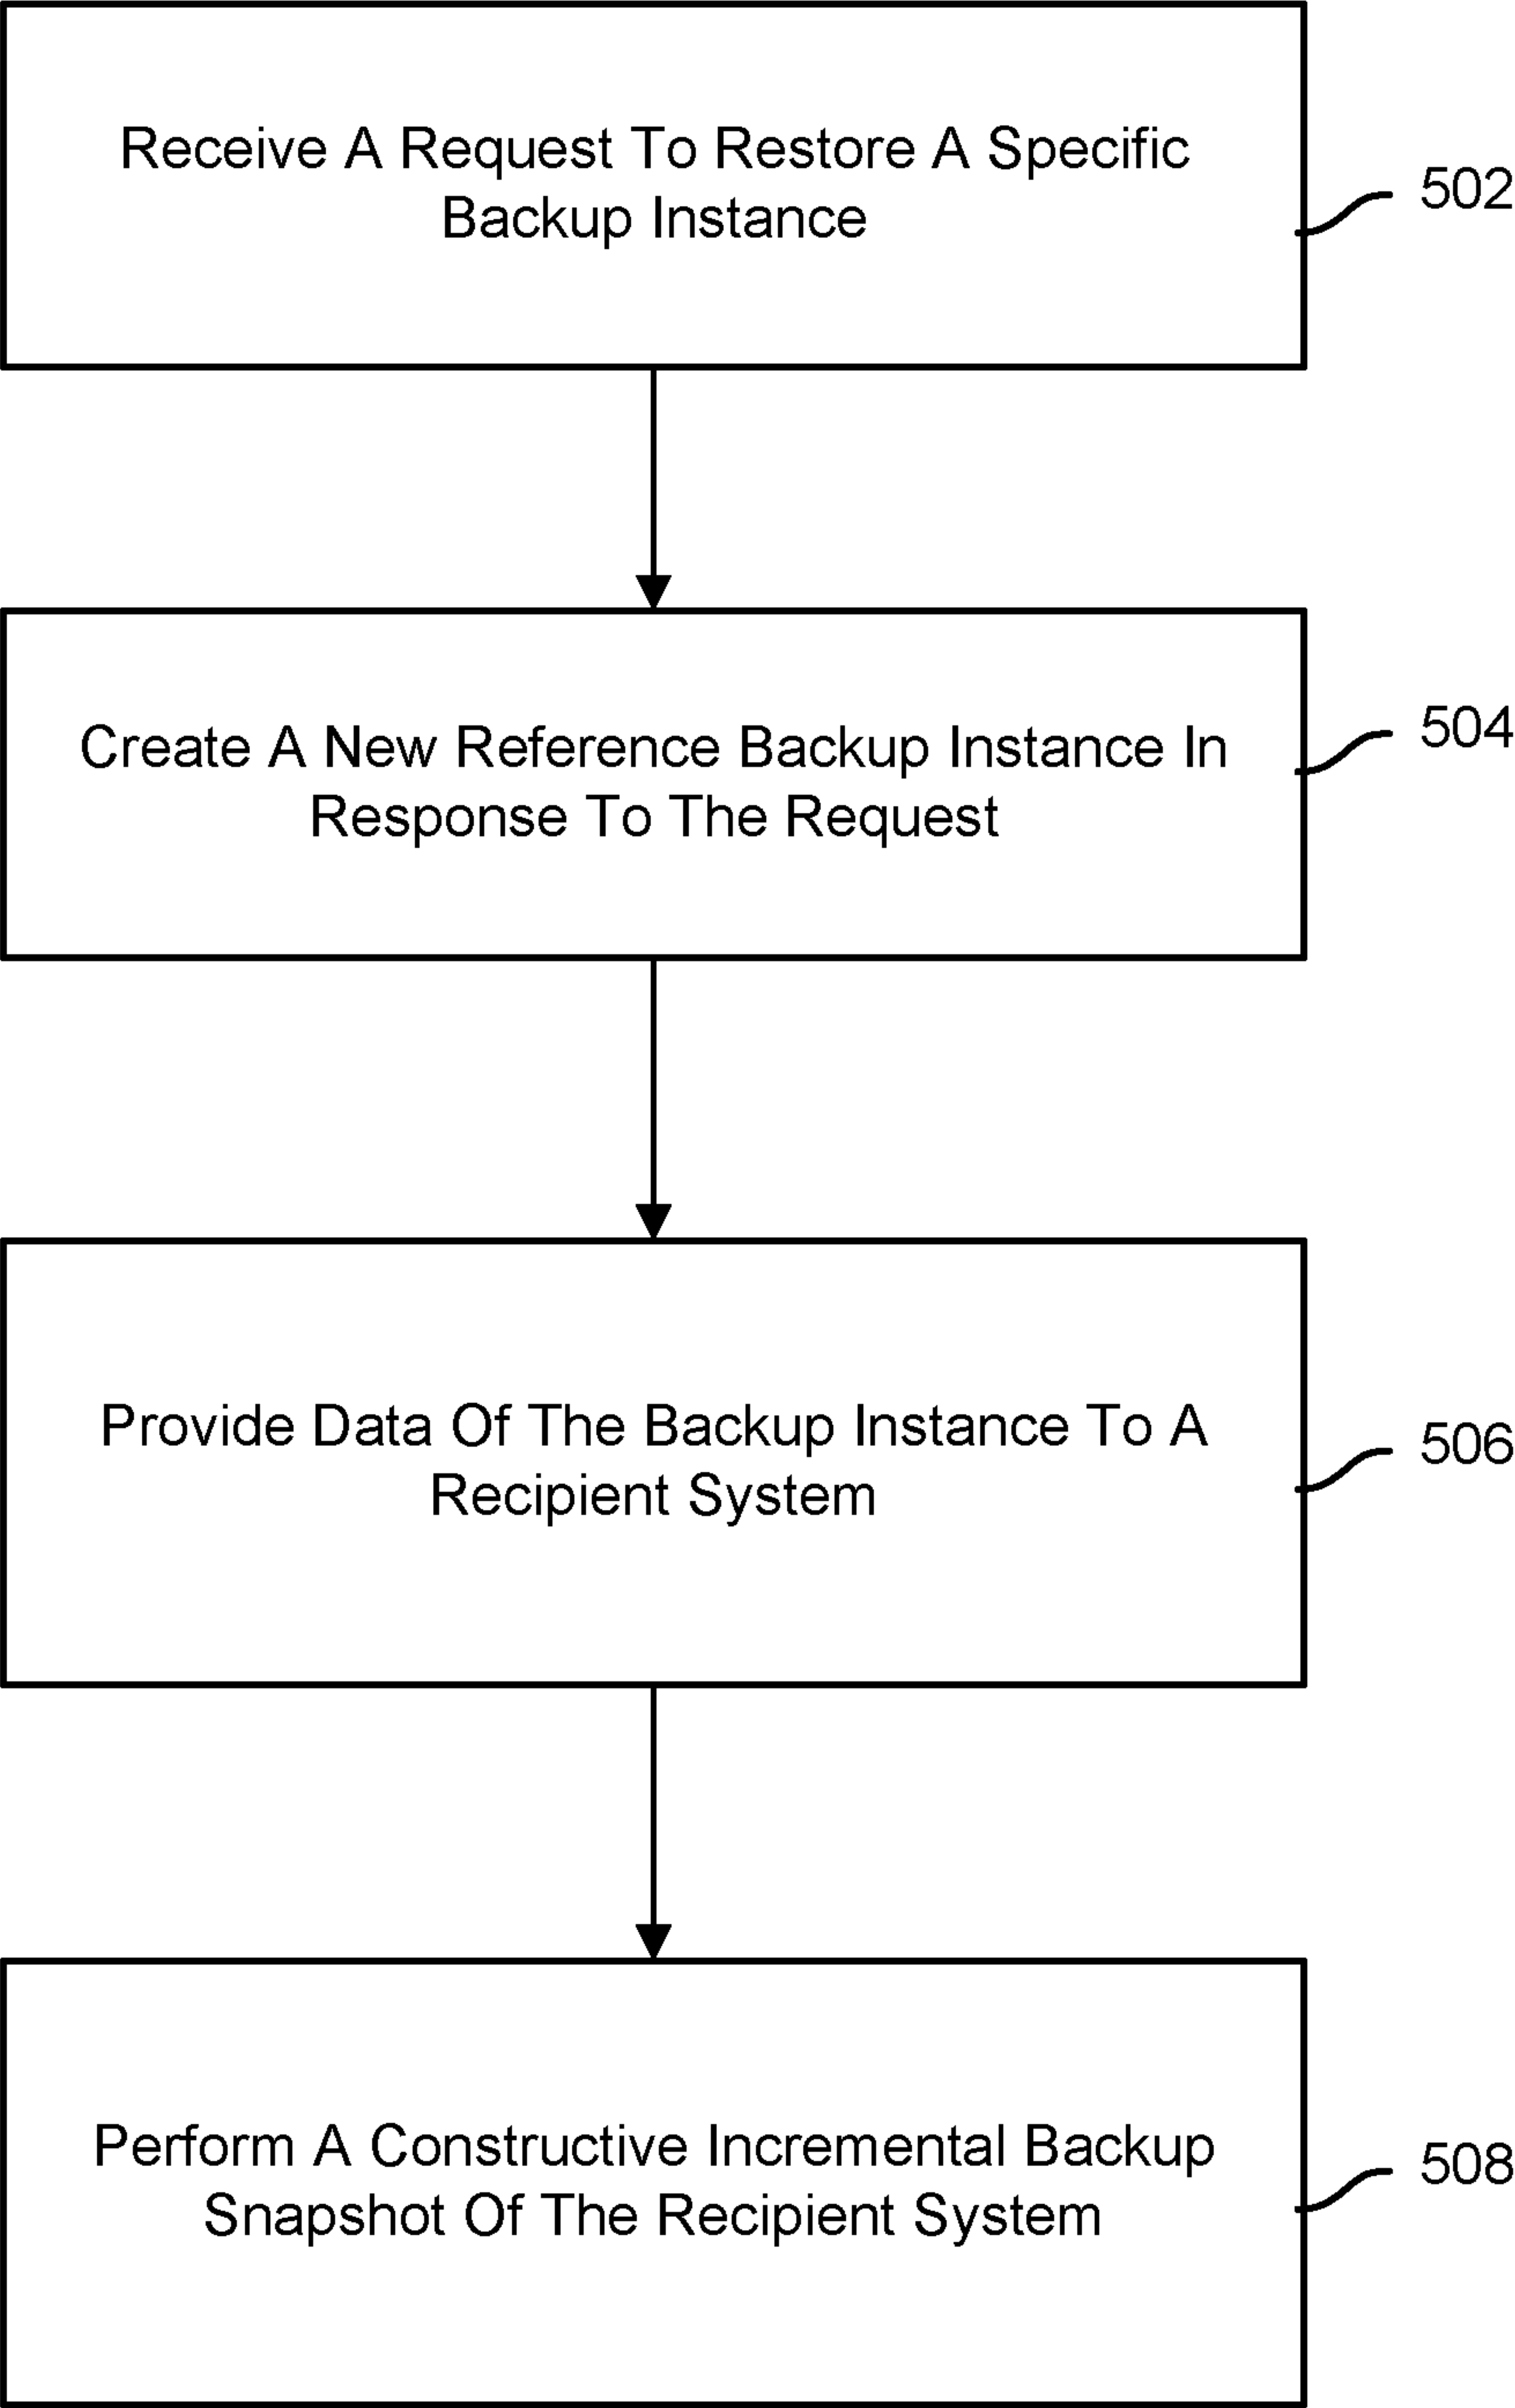 Receive A Request To Restore A Specific
Backup Instance
502
Create A New Reference Backup Instance In
Response To The Request
504
Provide Data Of The Backup Instance To A
Recipient System
506
Perform A Constructive Incremental Backup
Snapshot Of The Recipient System
508